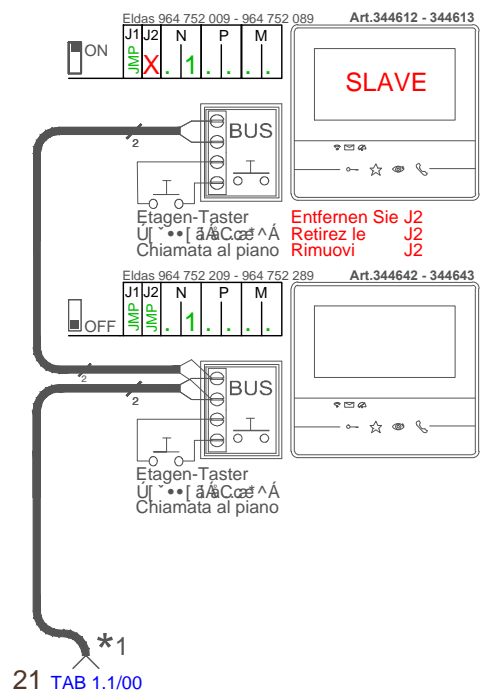 Eldas 964 752 009 - 964 752 089 Art.344612 - 344613
ON J1 J2 N P M
JMP X . 1 . . . .
SLAVE
BUS
2
Etagen-Taster Entfernen Sie J2
Retirez le J2
Chiamata al piano Rimuovi J2
Eldas 964 752 209 - 964 752 289 Art.344642 - 344643
OFF J1 J2 N P M
JMP JMP . 1 . . . .
BUS
2
2
Etagen-Taster
Chiamata al piano
*1
21 TAB 1.1/00